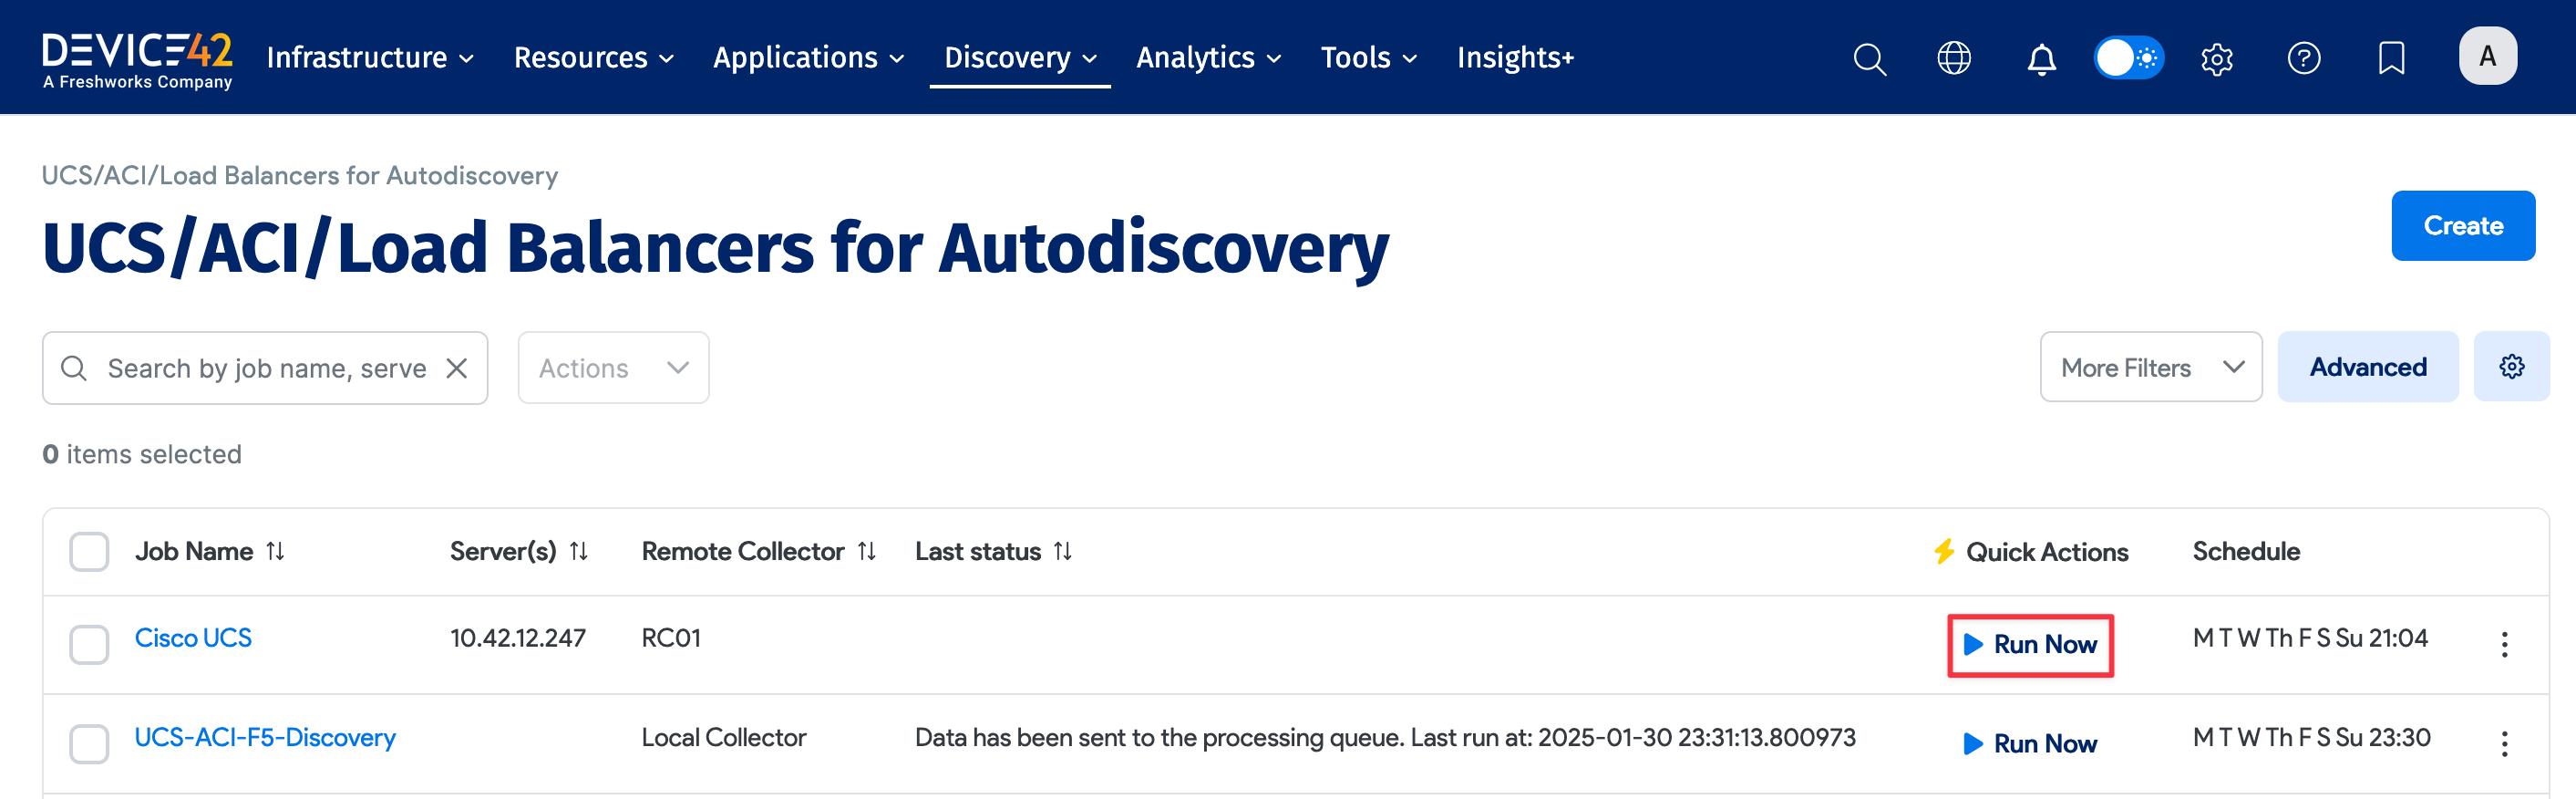 DEVICE42
A Freshworks Company
Infrastructure Resources Applications Discovery Analytics Tools Insights+
A
UCS/ACI/Load Balancers for Autodiscovery
UCS/ACI/Load Balancers for Autodiscovery
Create
Search by job name, serve
Actions
More Filters
Advanced
0 items selected
Job Name Server(s) Remote Collector Last status Quick Actions Schedule
Cisco UCS 10.42.12.247 RC01 Run Now M T W Th F S Su 21:04
UCS-ACI-F5-Discovery Local Collector Data has been sent to the processing queue. Last run at: 2025-01-30 23:31:13.800973 Run Now M T W Th F S Su 23:30